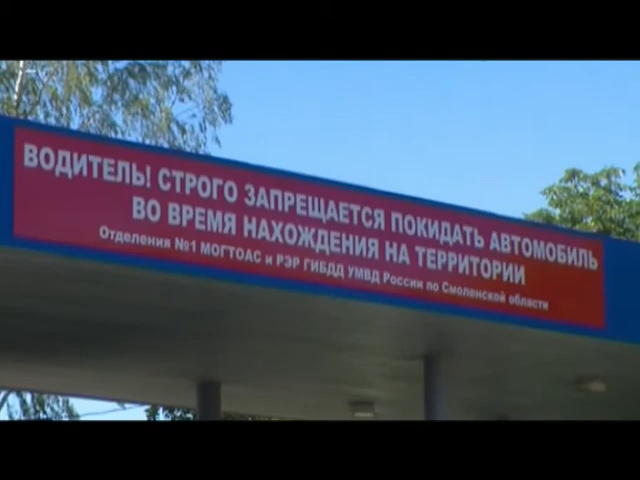 ВОДИТЕЛЬ! СТРОГО ЗАПРЕЩАЕТСЯ ПОКИДАТЬ АВТОМОБИЛЬ
ВО ВРЕМЯ НАХОЖДЕНИЯ НА ТЕРРИТОРИИ
Отделения №1 МОГТОАС и РЭР ГИБДД УМВД России по Смоленской области